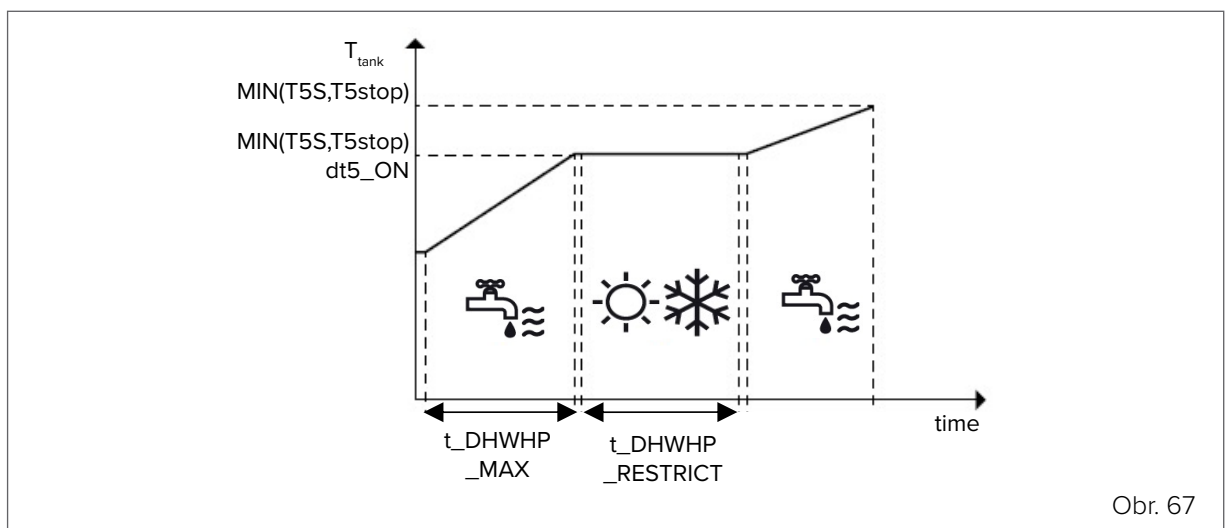 T_tank
MIN(T5S,T5stop)
MIN(T5S,T5stop)
dt5_ON
time
t_DHWHP
_MAX
t_DHWHP
_RESTRICT
Obr. 67